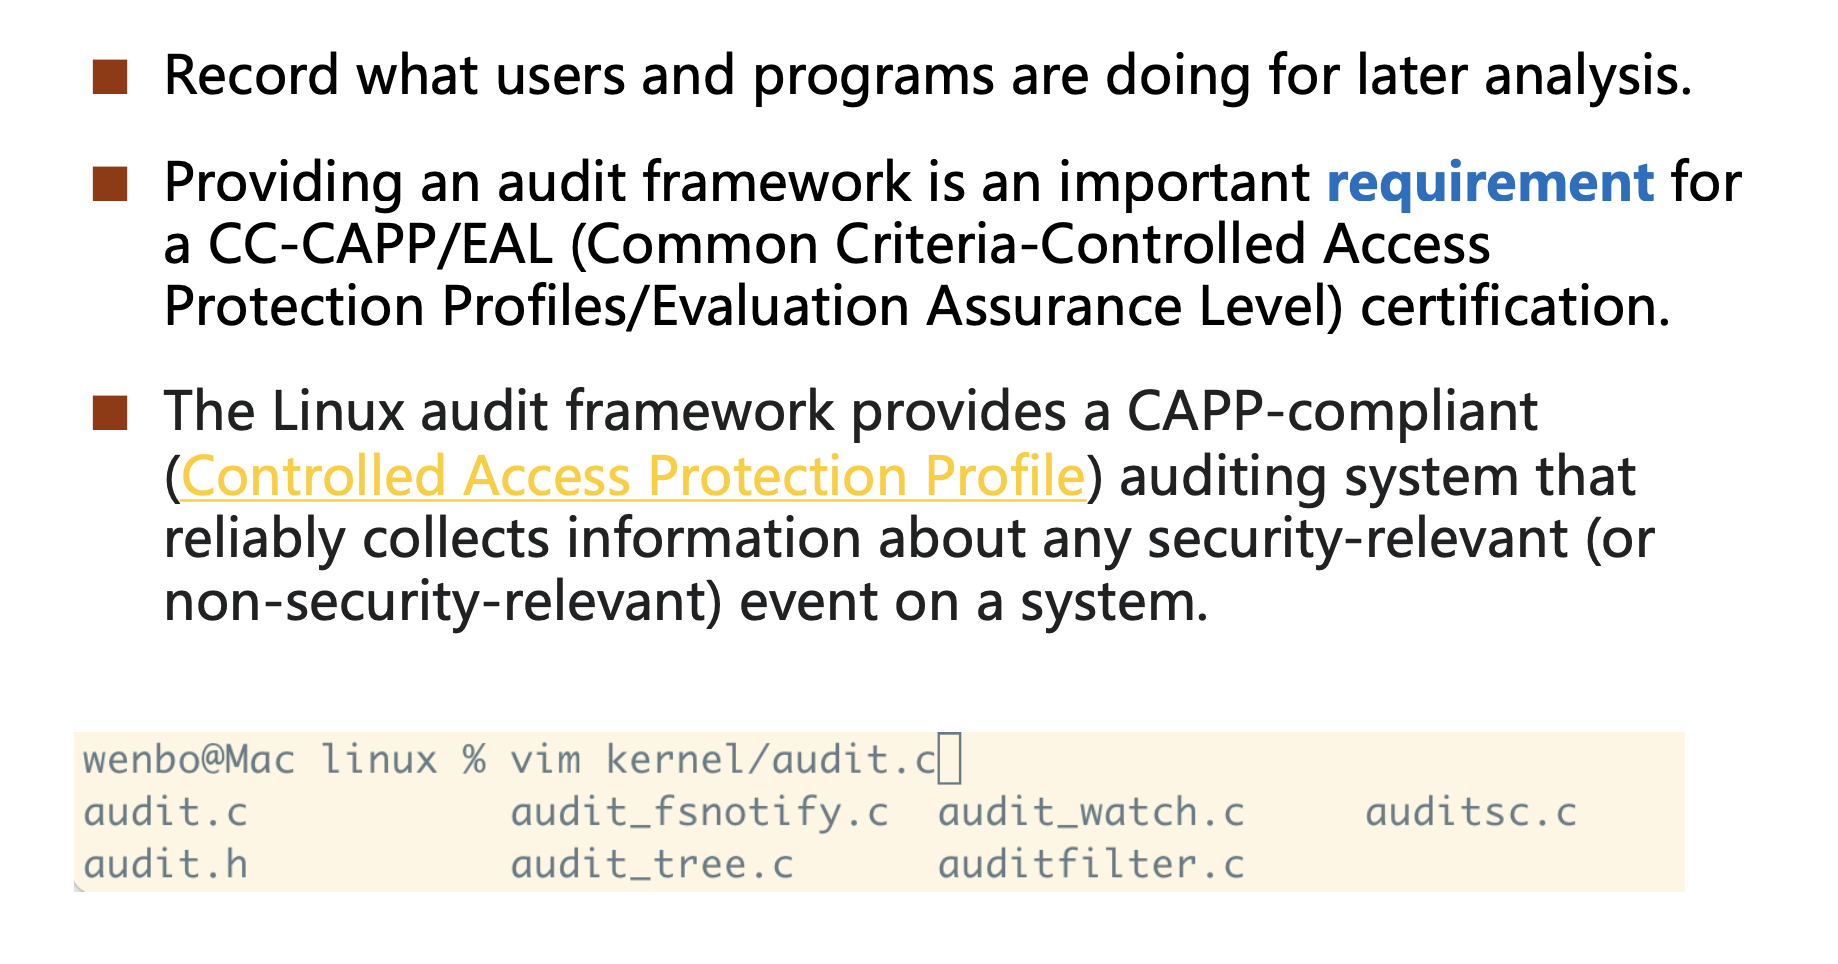 Record what users and programs are doing for later analysis.
Providing an audit framework is an important requirement for
a CC-CAPP/EAL (Common Criteria-Controlled Access
Protection Profiles/Evaluation Assurance Level) certification.
The Linux audit framework provides a CAPP-compliant
(Controlled Access Protection Profile) auditing system that
reliably collects information about any security-relevant (or
non-security-relevant) event on a system.
wenbo@Mac linux % vim kernel/audit.c
audit.c audit_fsnotify.c audit_watch.c auditsc.c
audit.h audit_tree.c auditfilter.c